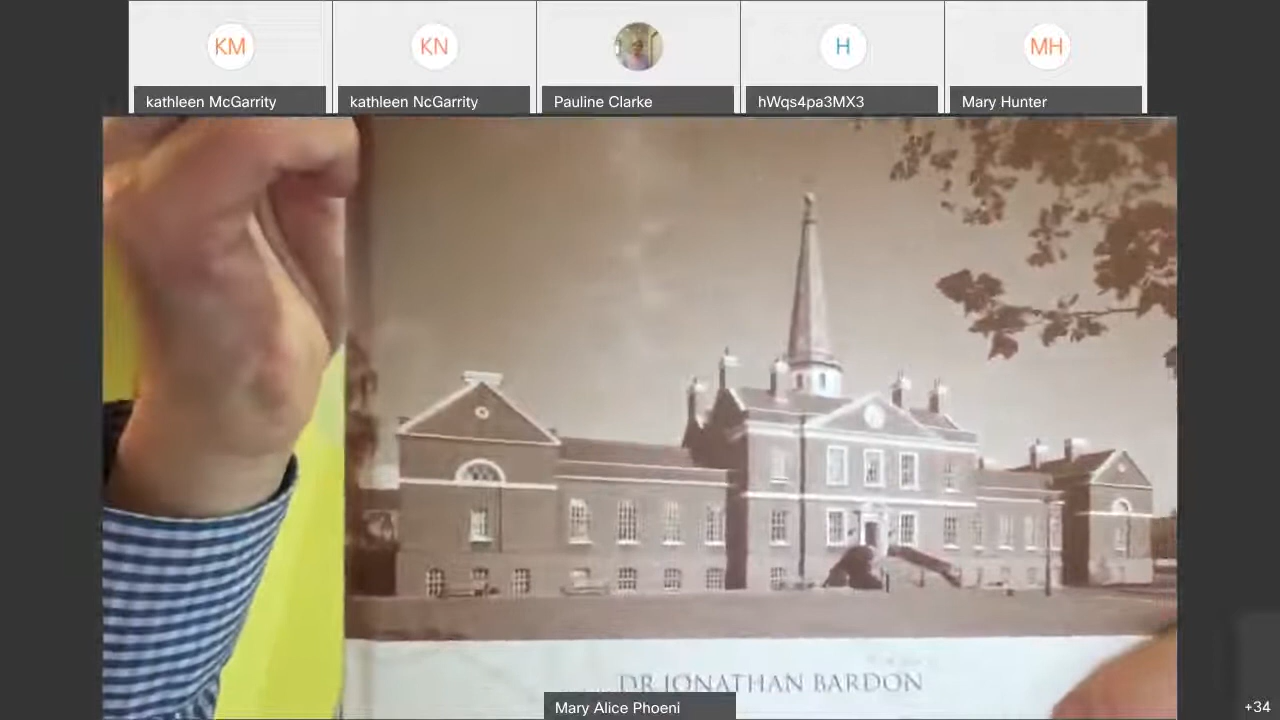 KM
KN
H
MH
kathleen McGarrity
kathleen NcGarrity
Pauline Clarke
hWqs4pa3MX3
Mary Hunter
DR JONATHAN BARDON
Mary Alice Phoeni
+34